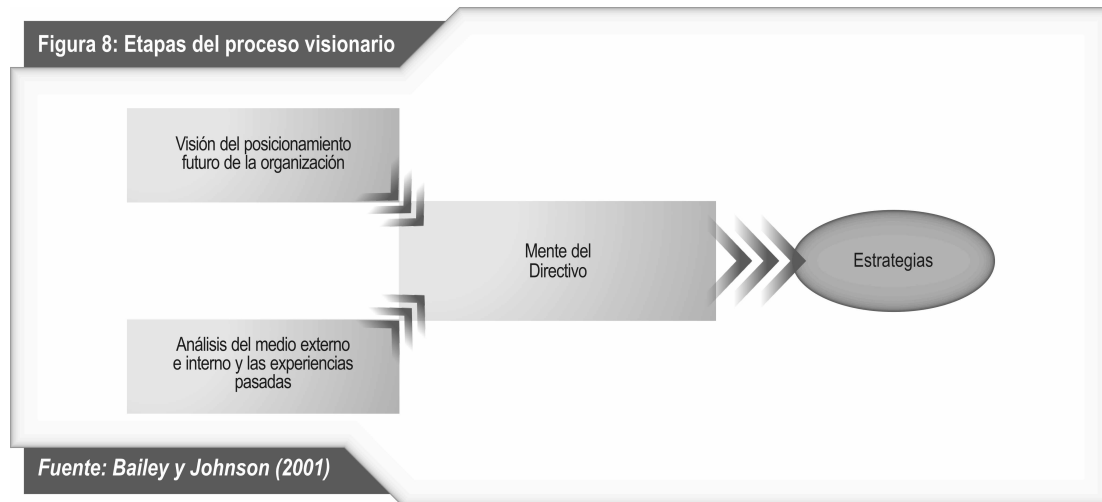 Figura 8: Etapas del proceso visionario
Visión del posicionamiento
futuro de la organización
Mente del
Directivo
Estrategias
Análisis del medio externo
e interno y las experiencias
pasadas
Fuente: Bailey y Johnson (2001)